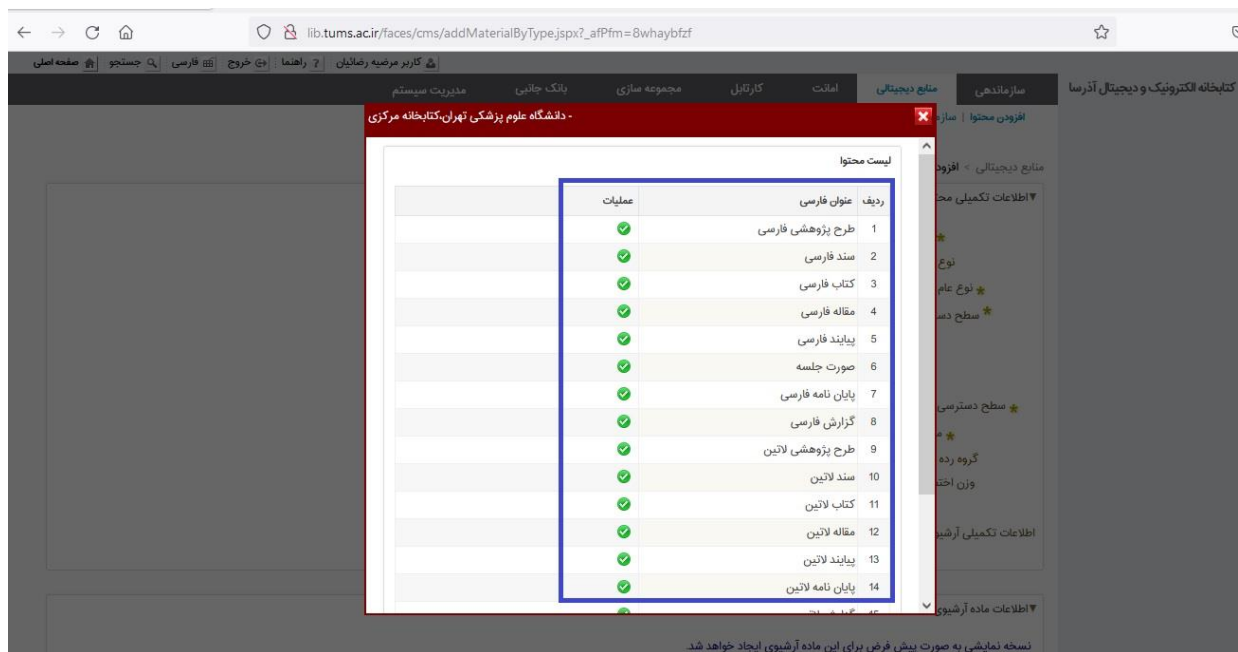 lib.tums.ac.ir/faces/cms/addMaterialByType.jspx?_afPfm=8whaybfzf
صفحه اصلی جستجو فارسی خروج راهنما ? کاربر مرضیه رضائیان
کتابخانه الکترونیک و دیجیتال آذرسا
سازماندهی منابع دیجیتالی امانت کارتابل مجموعه سازی بانک جانبی مدیریت سیستم
افزودن محتوا |
- دانشگاه علوم پزشکی تهران،کتابخانه مرکزی
منابع دیجیتالی >
لیست محتوا
▼اطلاعات تکمیلی
ردیف عنوان فارسی عملیات
1 طرح پژوهشی فارسی
2 سند فارسی
نوع
3 کتاب فارسی
نوع عام
4 مقاله فارسی
سطح
5 پیایند فارسی
6 صورت جلسه
7 پایان نامه فارسی
سطح دسترسی
8 گزارش فارسی
9 طرح پژوهشی لاتین
گروه رده
10 سند لاتین
وزن
11 کتاب لاتین
12 مقاله لاتین
اطلاعات تکمیلی
13 پیایند لاتین
14 پایان نامه لاتین
▼اطلاعات ماده آرشیوی
نسخه نمایشی به صورت پیش فرض برای این ماده آرشیوی ایجاد خواهد شد.